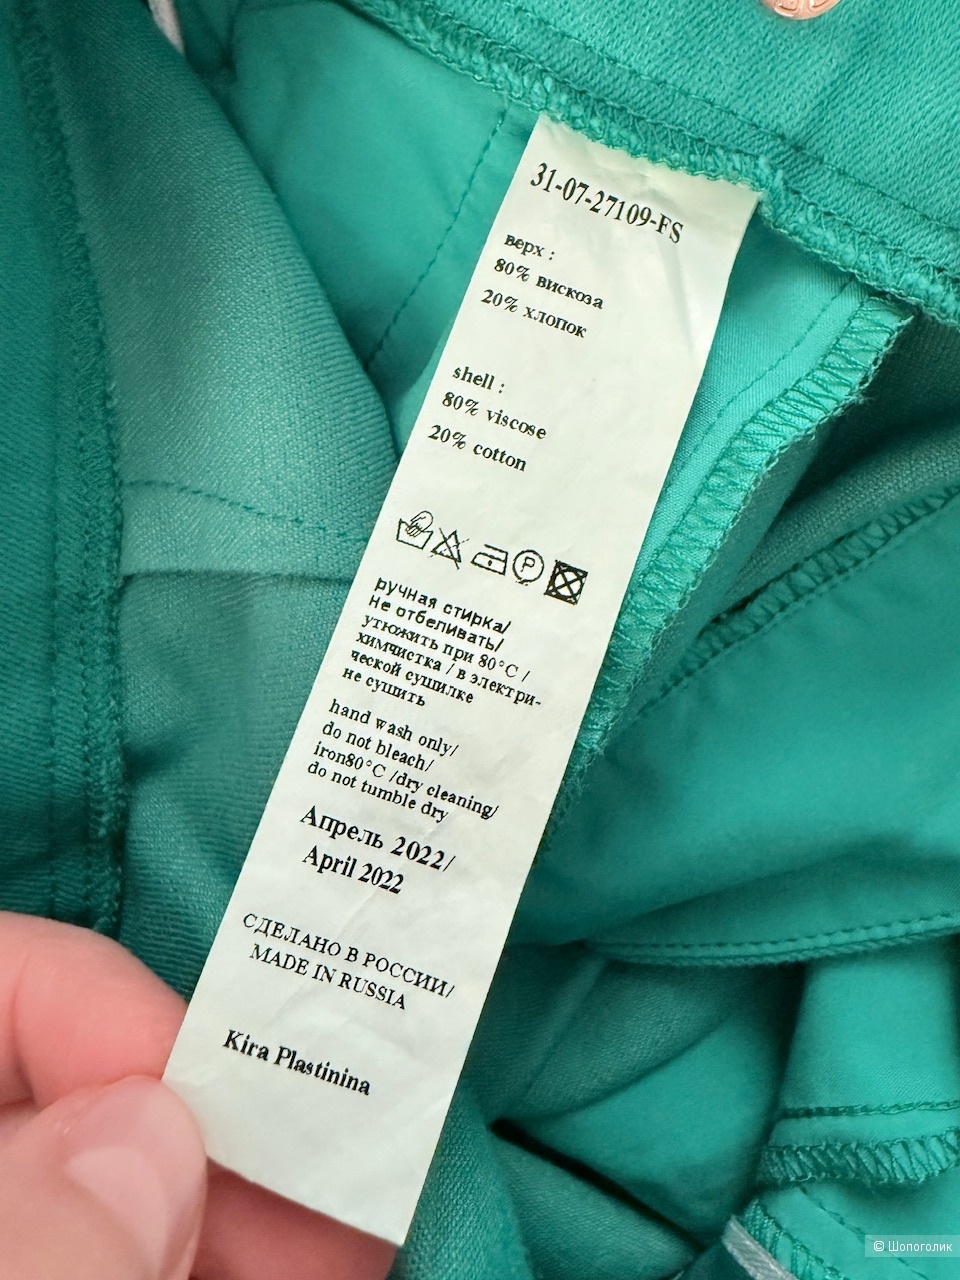 31-07-27109-FS
верх :
80% вискоза
20% хлопок
shell :
80% viscose
20% cotton
P
ручная стирка/
Не отбеливать/
утюжить при 80°C /
химчистка / в электри-
ческой сушилке
не сушить
hand wash only/
do not bleach/
iron80°C /dry cleaning/
do not tumble dry
Апрель 2022/
April 2022
СДЕЛАНО В РОССИИ/
MADE IN RUSSIA
Kira Plastinina
© Шопоголик